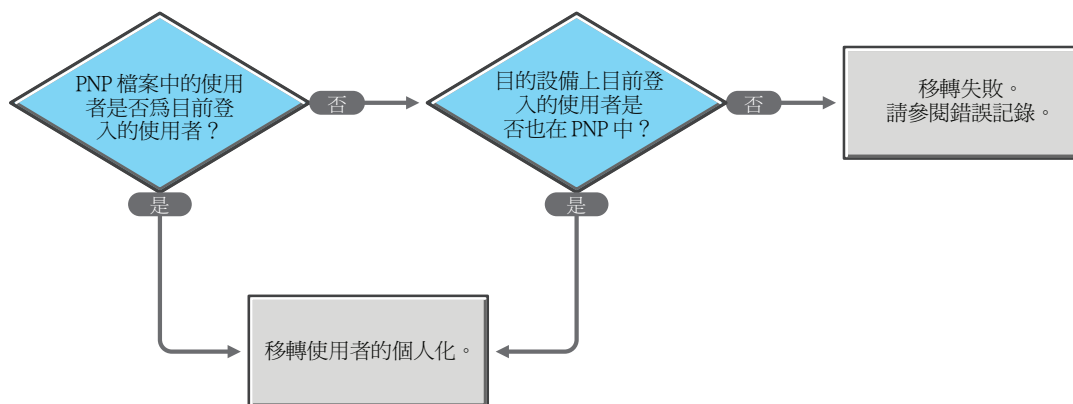 PNP 檔案中的使用
者是否為目前登
入的使用者？
否
目的設備上目前登
入的使用者是
否也在 PNP 中？
否
移轉失敗。
請參閱錯誤記錄。
是
是
移轉使用者的個人化。